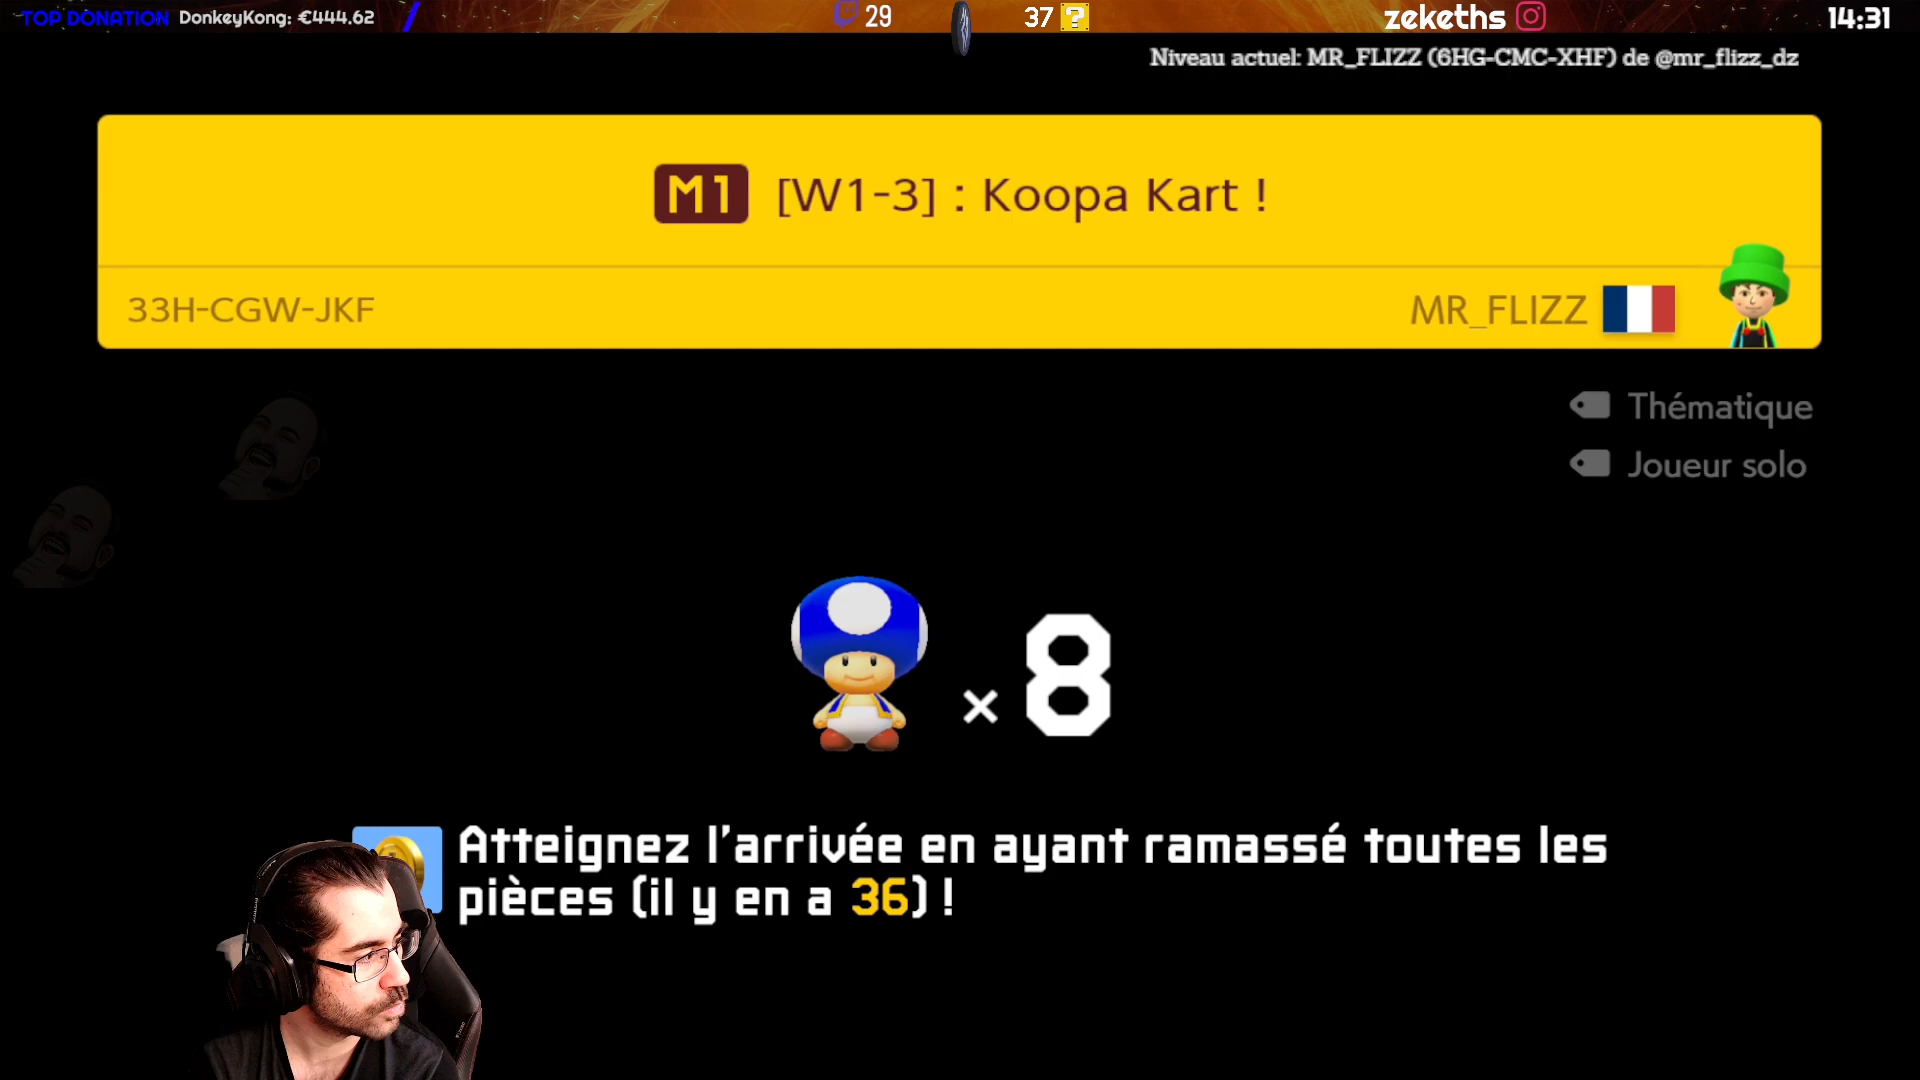 TOP DONATION DonkeyKong: €444.62 29 37 ? zekeths 14:31
Niveau actuel: MR_FLIZZ (6HG-CMC-XHF) de @mr_flizz_dz
M1 [W1-3] : Koopa Kart !
33H-CGW-JKF MR_FLIZZ
Thématique
Joueur solo
× 8
Atteignez l'arrivée en ayant ramassé toutes les
pièces (il y en a 36) !